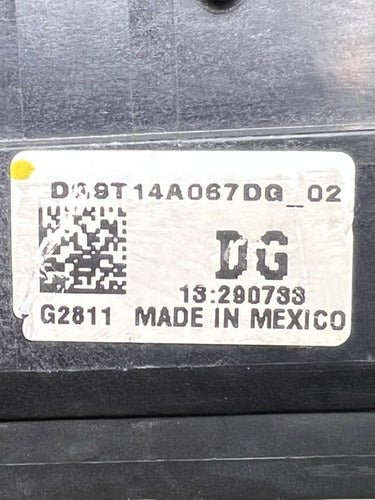 DG9T14A067DG_02
DG
13:290733
G2811 MADE IN MEXICO